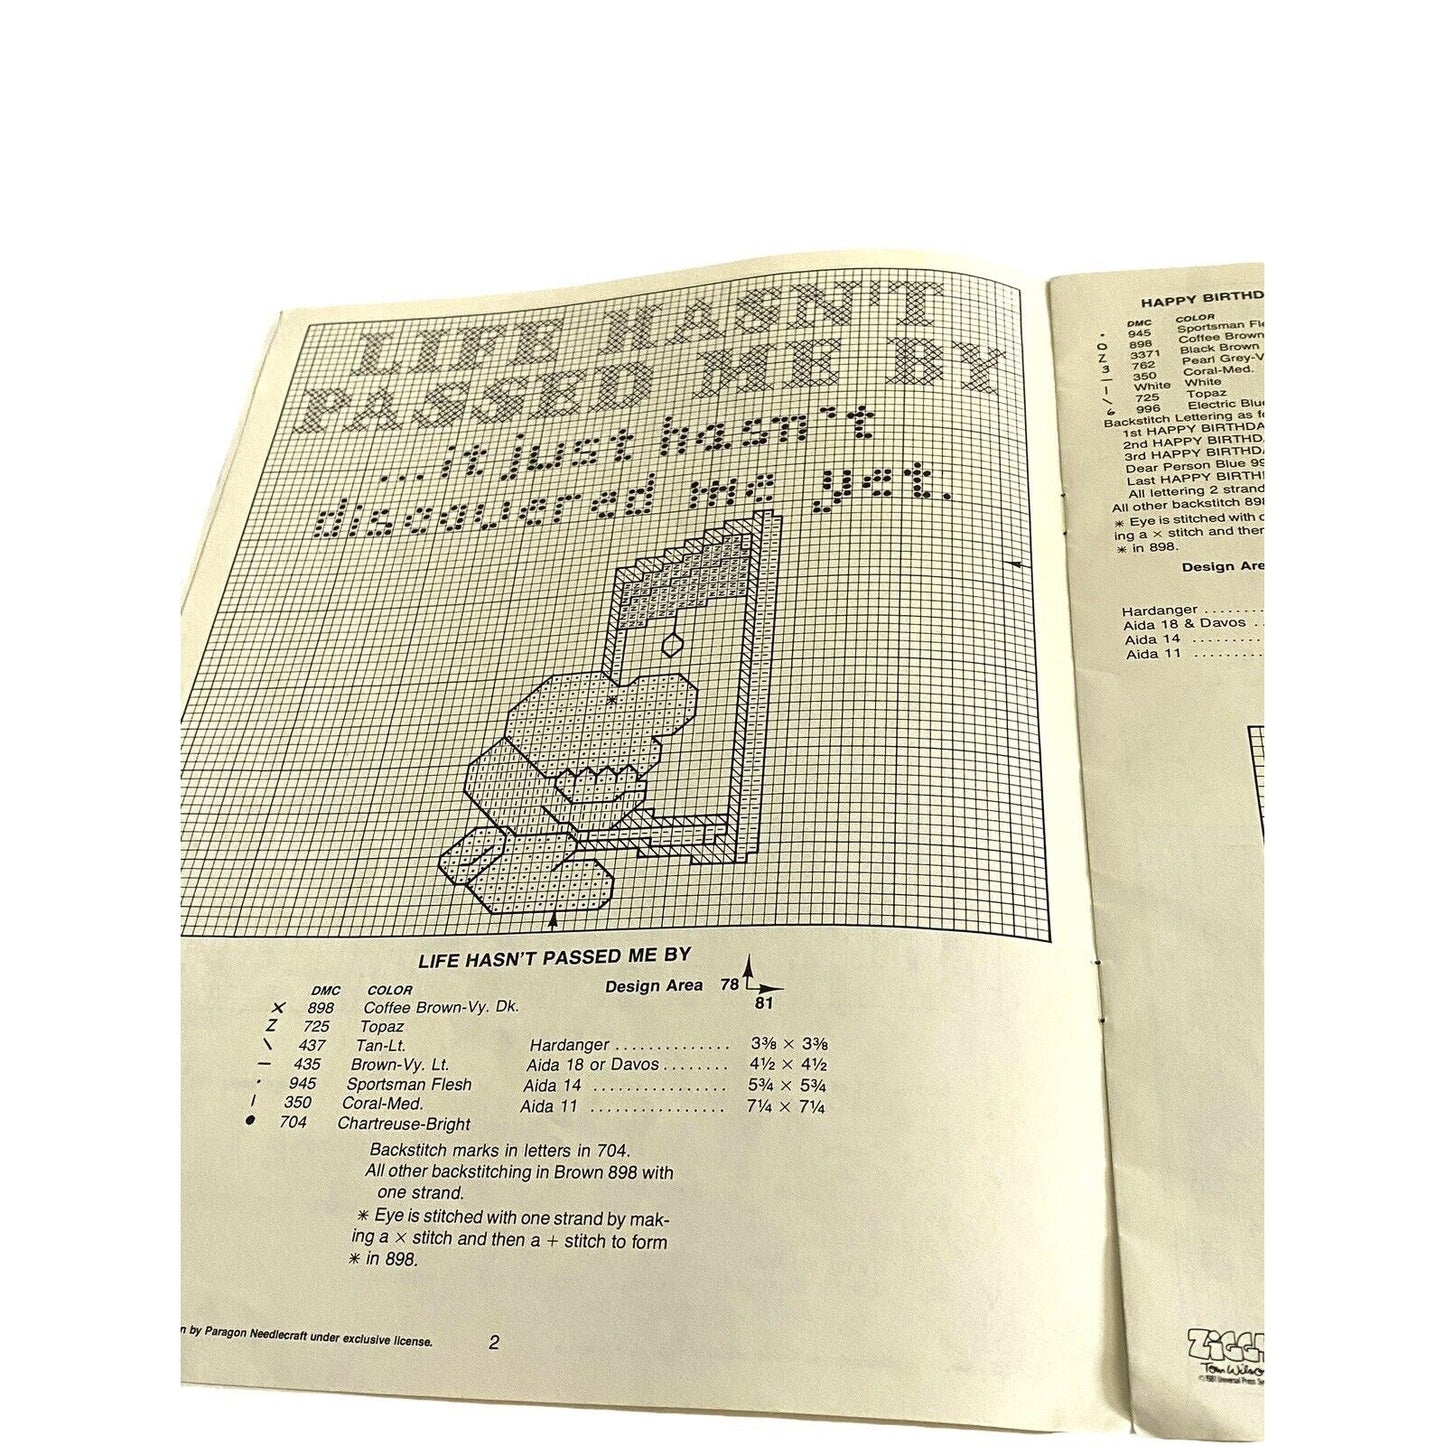 LIFE HASN'T
PASSED ME BY
...it just hasn't
discovered me yet.
LIFE HASN'T PASSED ME BY
Design Area 78
81
DMC COLOR
X 898 Coffee Brown-Vy. Dk.
Z 725 Topaz
\ 437 Tan-Lt.
— 435 Brown-Vy. Lt.
· 945 Sportsman Flesh
/ 350 Coral-Med.
● 704 Chartreuse-Bright
Hardanger .............. 3⅜ × 3⅜
Aida 18 or Davos ........ 4½ × 4½
Aida 14 ................ 5¾ × 5¾
Aida 11 ................ 7¼ × 7¼
Backstitch marks in letters in 704.
All other backstitching in Brown 898 with
one strand.
* Eye is stitched with one strand by mak-
ing a × stitch and then a + stitch to form
* in 898.
by Paragon Needlecraft under exclusive license.
2
HAPPY BIRTHD
DMC COLOR
· 945 Sportsman Fle
O 898 Coffee Brown
Z 3371 Black Brown
3 762 Pearl Grey-V
— 350 Coral-Med.
| White White
\ 725 Topaz
6 996 Electric Blue
Backstitch Lettering as fo
1st HAPPY BIRTHDA
2nd HAPPY BIRTHD
3rd HAPPY BIRTHDA
Dear Person Blue 99
Last HAPPY BIRTH
All lettering 2 strand
All other backstitch 898
* Eye is stitched with o
ing a × stitch and then
* in 898.
Design Are
Hardanger ........
Aida 18 & Davos ..
Aida 14 .........
Aida 11 .........
ZIGGY
Tom Wilso
©1981 Universal Press Sy